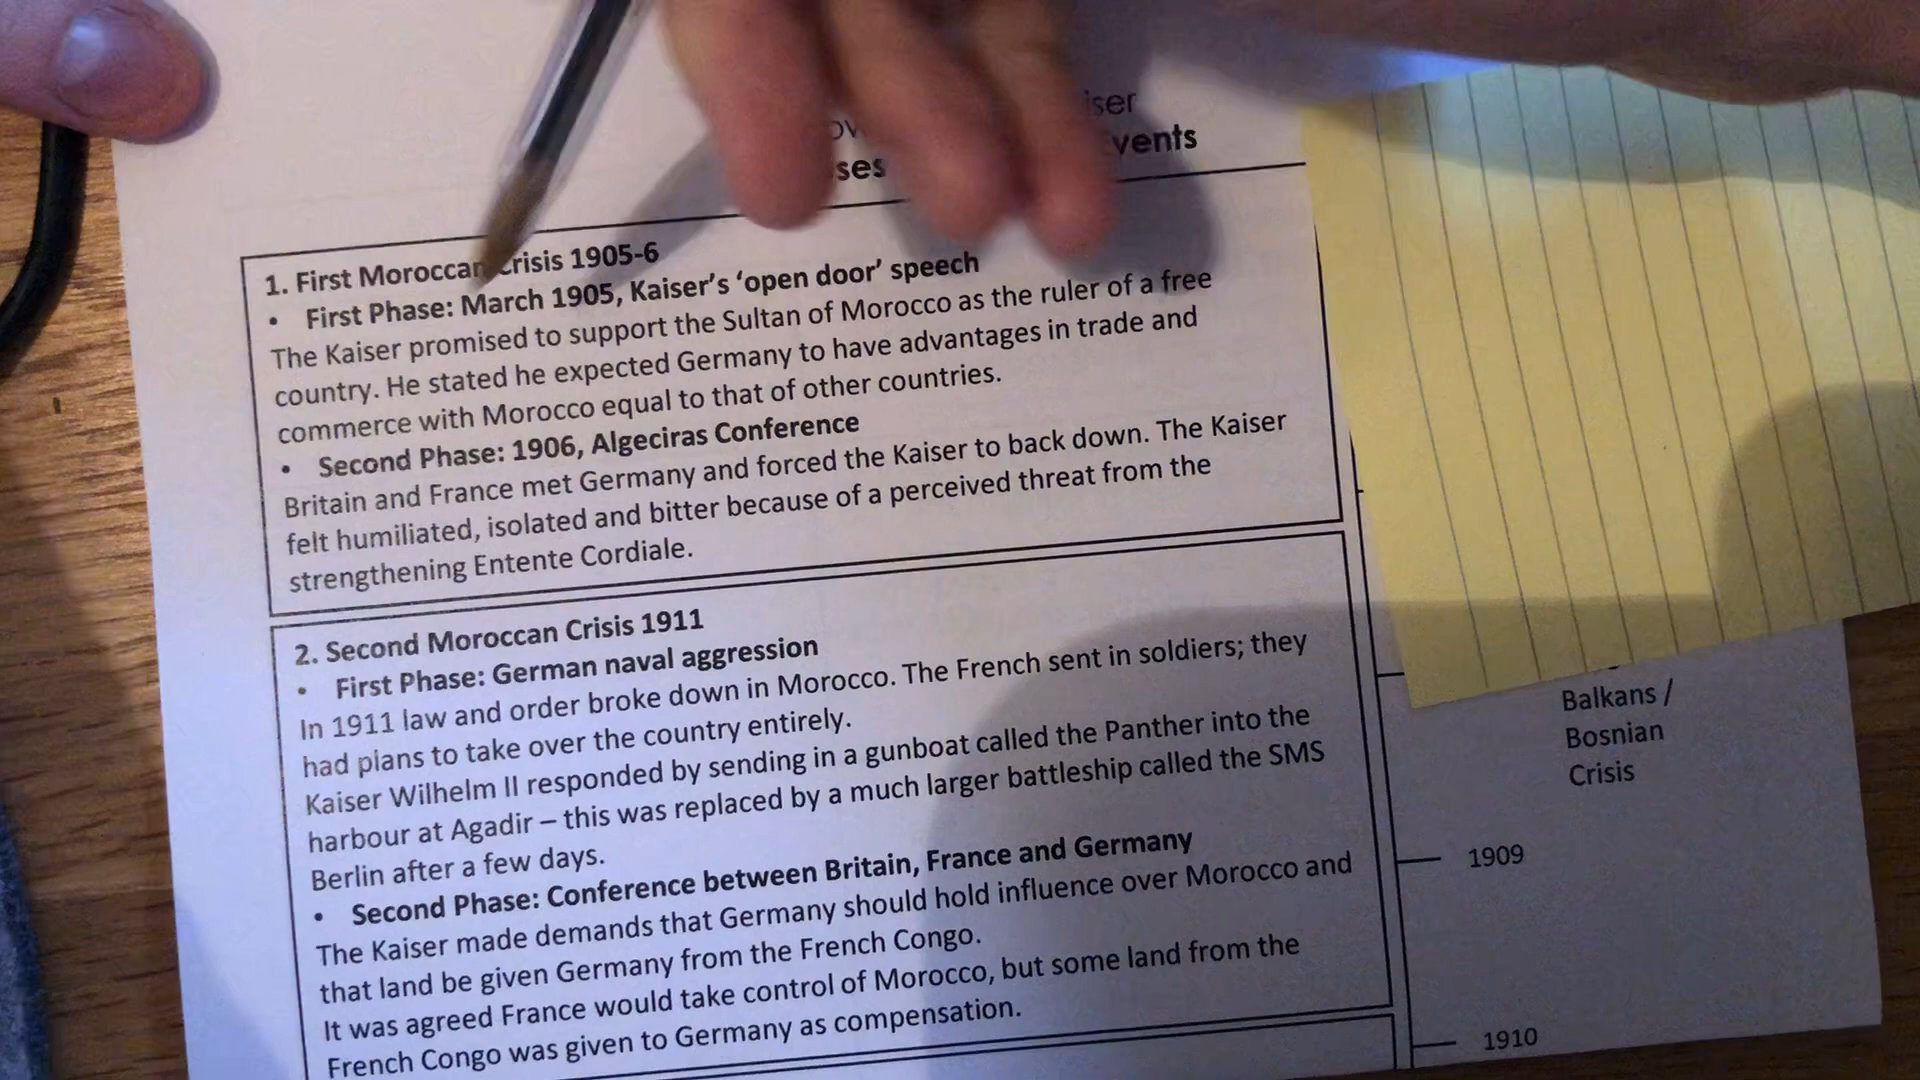 ses
vents
1. First Moroccan Crisis 1905-6
• First Phase: March 1905, Kaiser's 'open door' speech
The Kaiser promised to support the Sultan of Morocco as the ruler of a free
country. He stated he expected Germany to have advantages in trade and
commerce with Morocco equal to that of other countries.
• Second Phase: 1906, Algeciras Conference
Britain and France met Germany and forced the Kaiser to back down. The Kaiser
felt humiliated, isolated and bitter because of a perceived threat from the
strengthening Entente Cordiale.
2. Second Moroccan Crisis 1911
• First Phase: German naval aggression
In 1911 law and order broke down in Morocco. The French sent in soldiers; they
had plans to take over the country entirely.
Kaiser Wilhelm II responded by sending in a gunboat called the Panther into the
harbour at Agadir – this was replaced by a much larger battleship called the SMS
Berlin after a few days.
• Second Phase: Conference between Britain, France and Germany
The Kaiser made demands that Germany should hold influence over Morocco and
that land be given Germany from the French Congo.
It was agreed France would take control of Morocco, but some land from the
French Congo was given to Germany as compensation.
Balkans /
Bosnian
Crisis
1909
1910